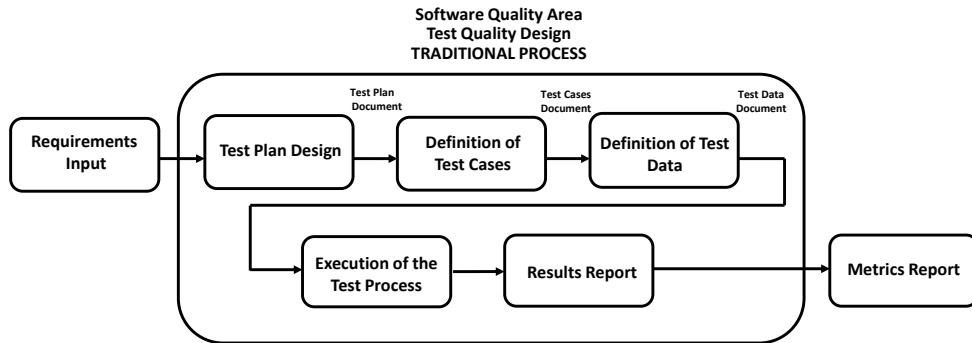 Software Quality Area
Test Quality Design
TRADITIONAL PROCESS
Test Plan
Document
Test Cases
Document
Test Data
Document
Requirements
Input
Test Plan Design
Definition of
Test Cases
Definition of Test
Data
Execution of the
Test Process
Results Report
Metrics Report